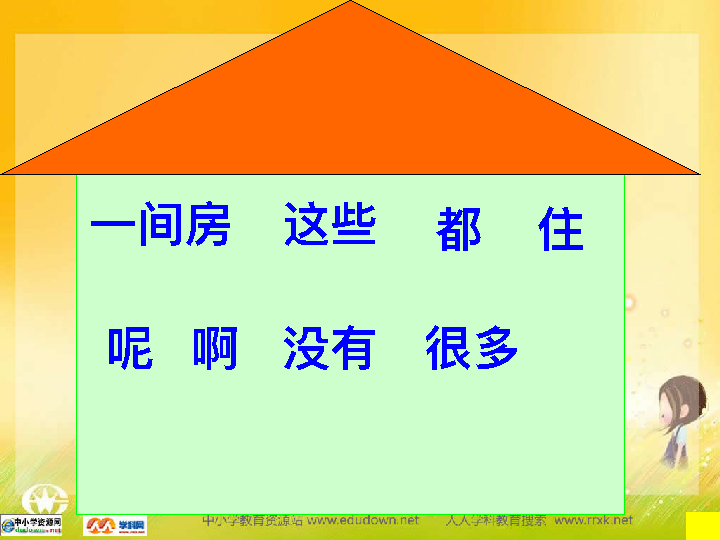 一间房 这些 都 住
呢 啊 没有 很多
中小学资源网 学科网 中小学教育资源站 www.edudown.net 人人学科教育搜索 www.rrxk.net